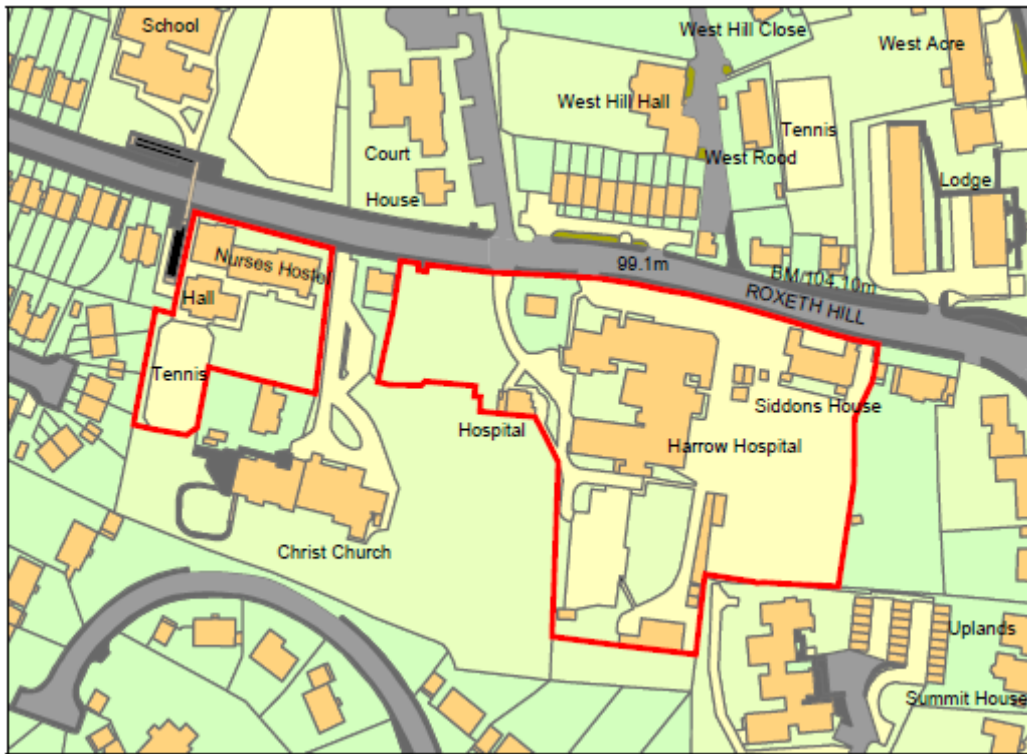 School
West Hill Close
West Acre
West Hill Hall
Tennis
Court
House
West Rood
Lodge
Nurses Hostel
99.1m
BM 104.10m
ROXETH HILL
Hall
Tennis
Siddons House
Hospital
Harrow Hospital
Christ Church
Uplands
Summit House